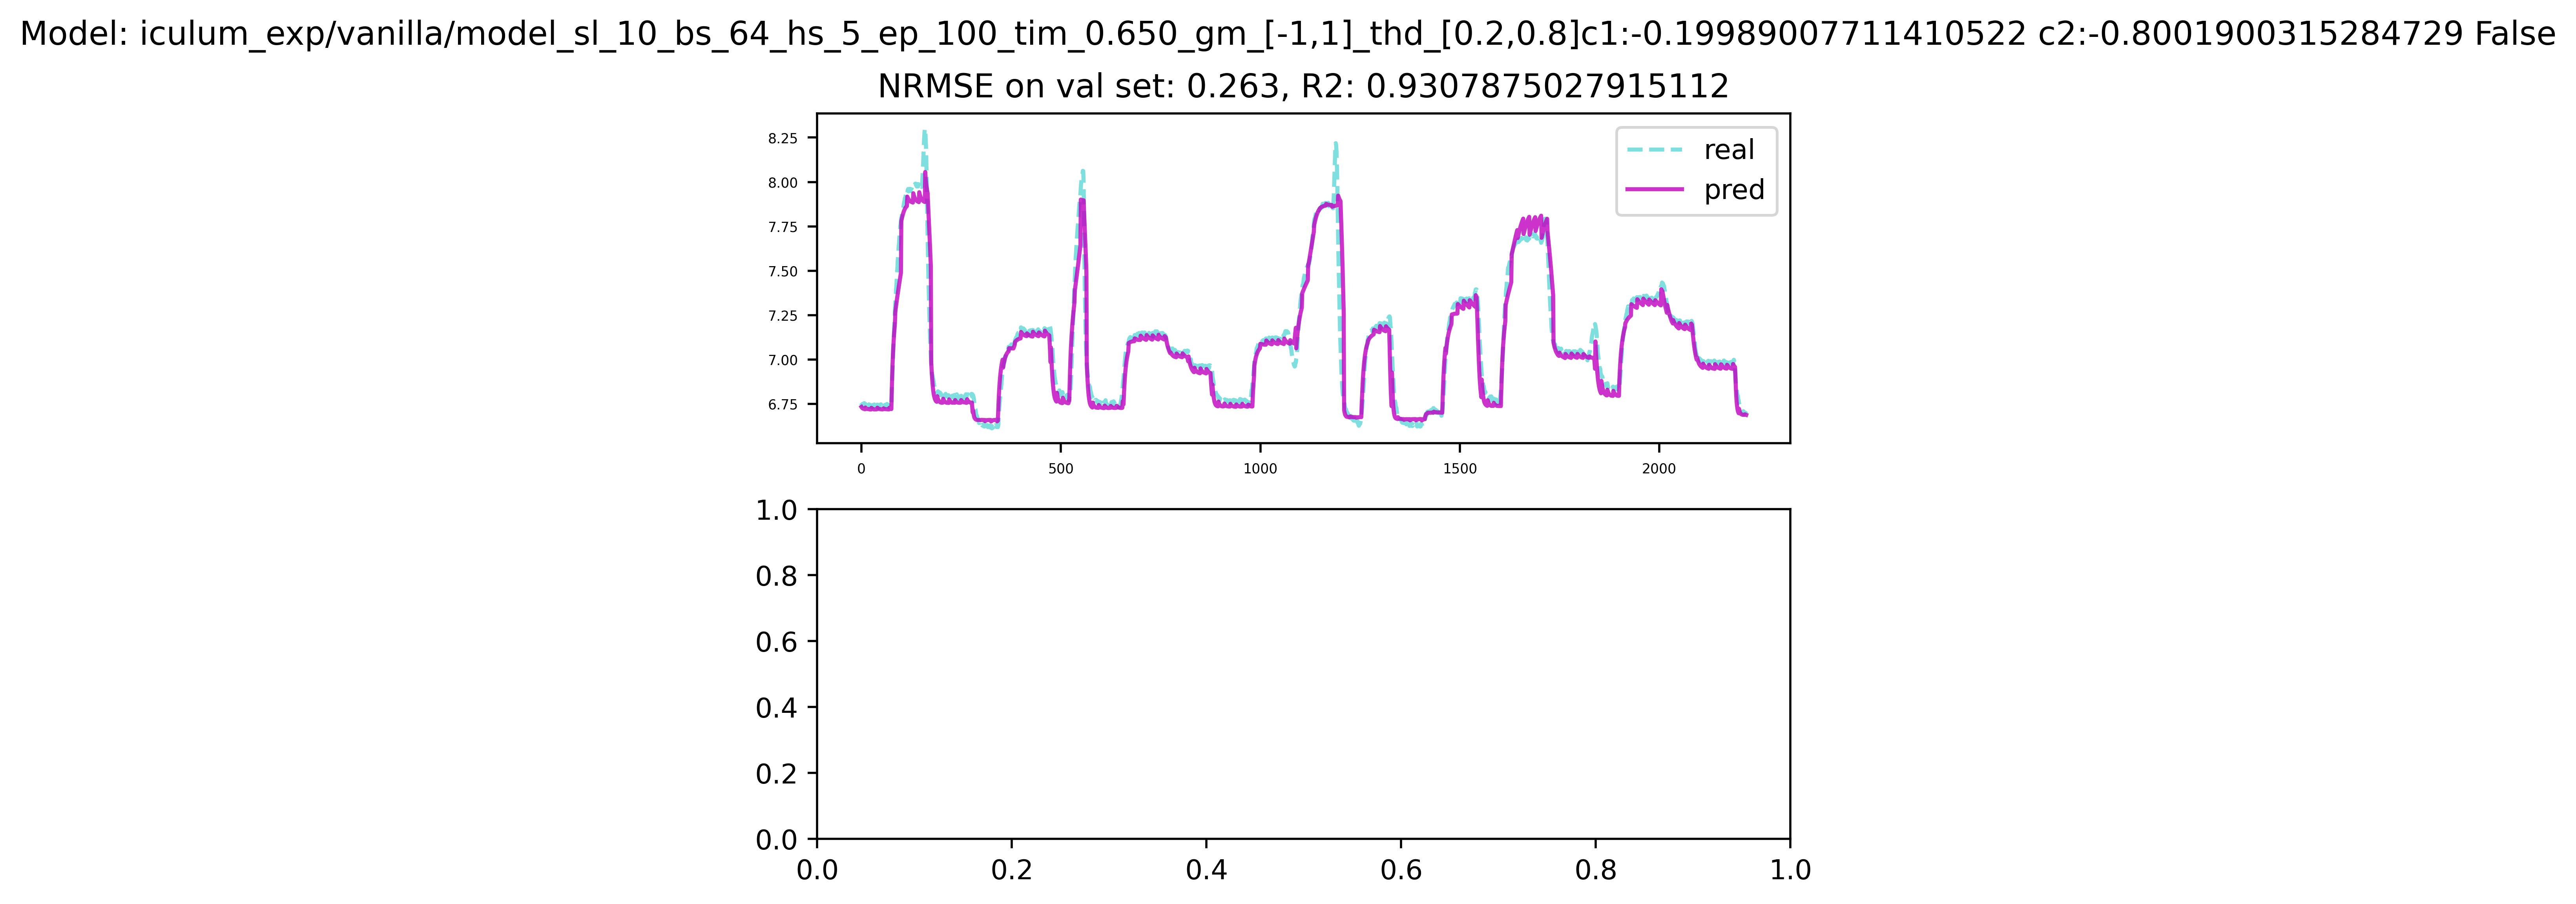 Model: iculum_exp/vanilla/model_sl_10_bs_64_hs_5_ep_100_tim_0.650_gm_[-1,1]_thd_[0.2,0.8]c1:-0.19989007711410522 c2:-0.8001900315284729 False
NRMSE on val set: 0.263, R2: 0.9307875027915112
real
pred
8.25
8.00
7.75
7.50
7.25
7.00
6.75
0 500 1000 1500 2000
1.0
0.8
0.6
0.4
0.2
0.0
0.0 0.2 0.4 0.6 0.8 1.0